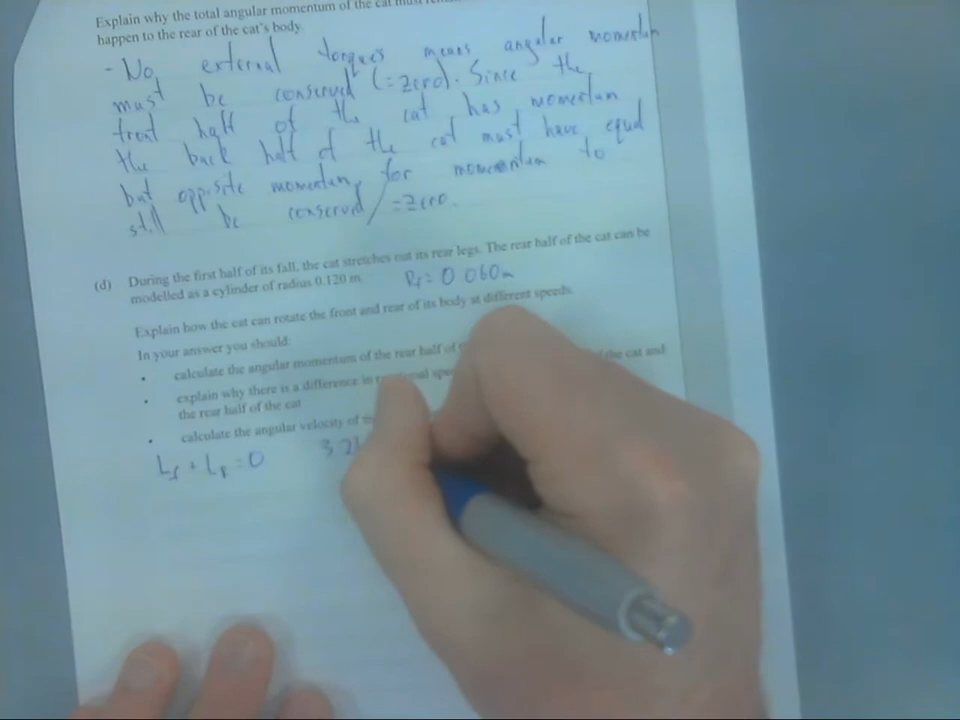 Explain why the total angular momentum of the cat must
happen to the rear of the cat's body.
- No external torques means angular momentum
must be conserved (=zero). Since the
front half of the cat has momentum
the back half of the cat must have equal
but opposite momentum, for momentum to
still be conserved/=zero.
(d) During the first half of its fall, the cat stretches out its rear legs. The rear half of the cat can be
modelled as a cylinder of radius 0.120 m. Rf = 0.060m
Explain how the cat can rotate the front and rear of its body at different speeds.
In your answer you should:
• calculate the angular momentum of the rear half of
• explain why there is a difference in rotational the cat and
the rear half of the cat
• calculate the angular velocity of
Lf + Lr = 0 3.2